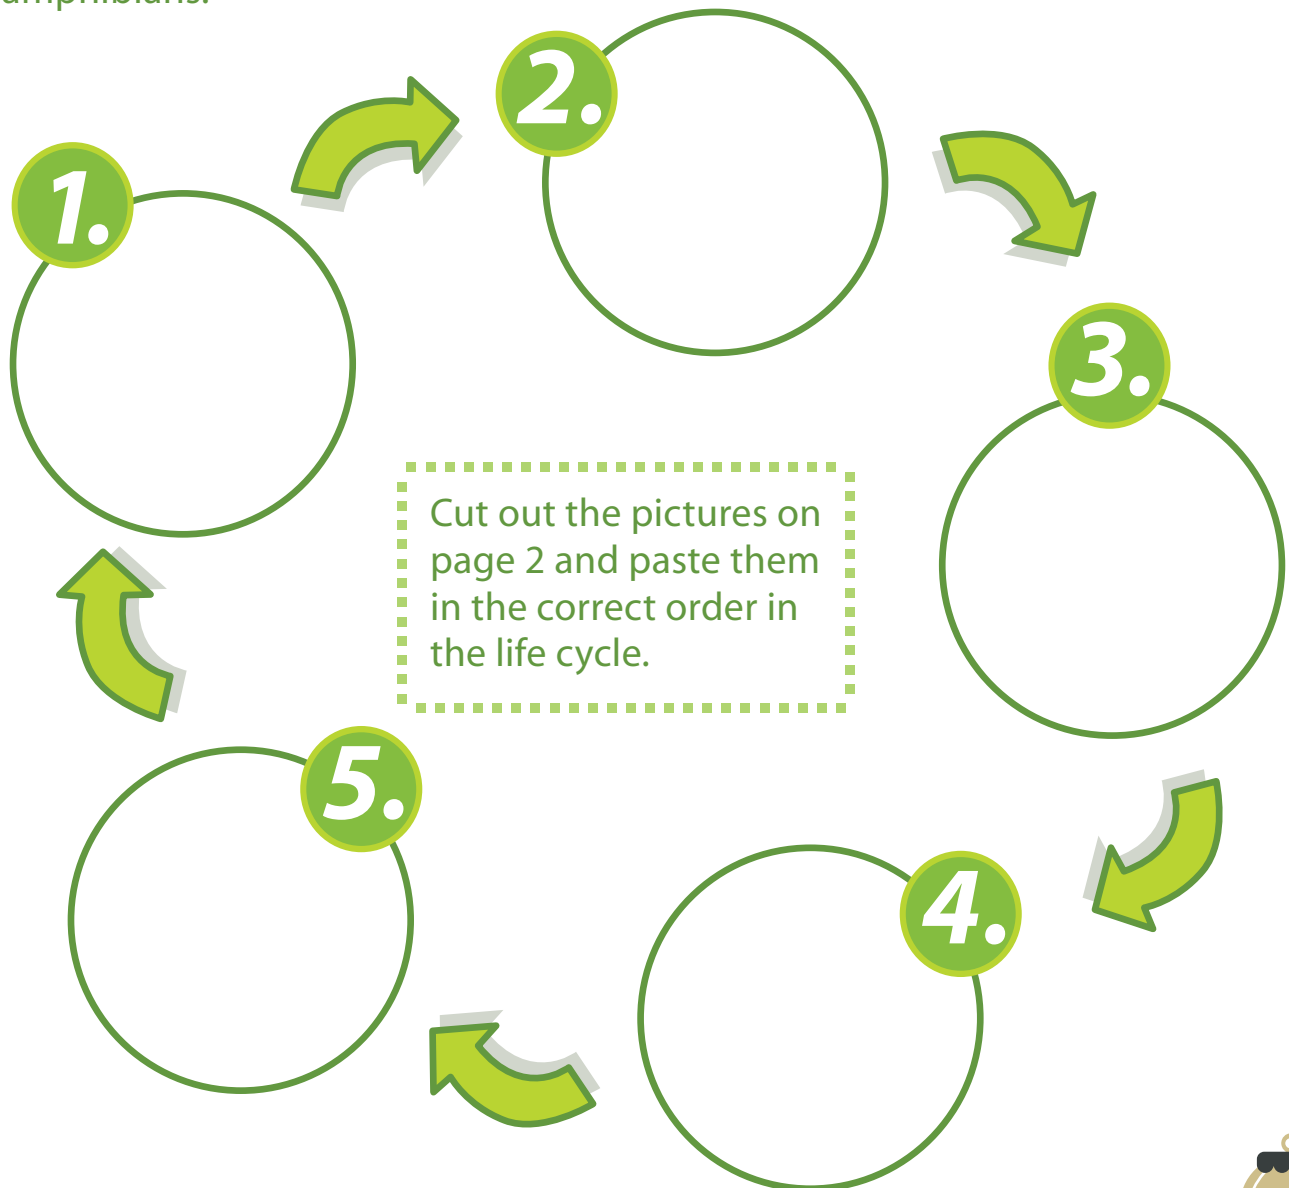 amphibians.
1.
2.
3.
Cut out the pictures on
page 2 and paste them
in the correct order in
the life cycle.
4.
5.